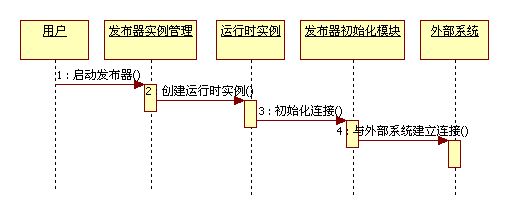 用户
发布器实例管理
运行时实例
发布器初始化模块
外部系统
1 : 启动发布器()
2 创建运行时实例()
3 : 初始化连接()
4 : 与外部系统建立连接()